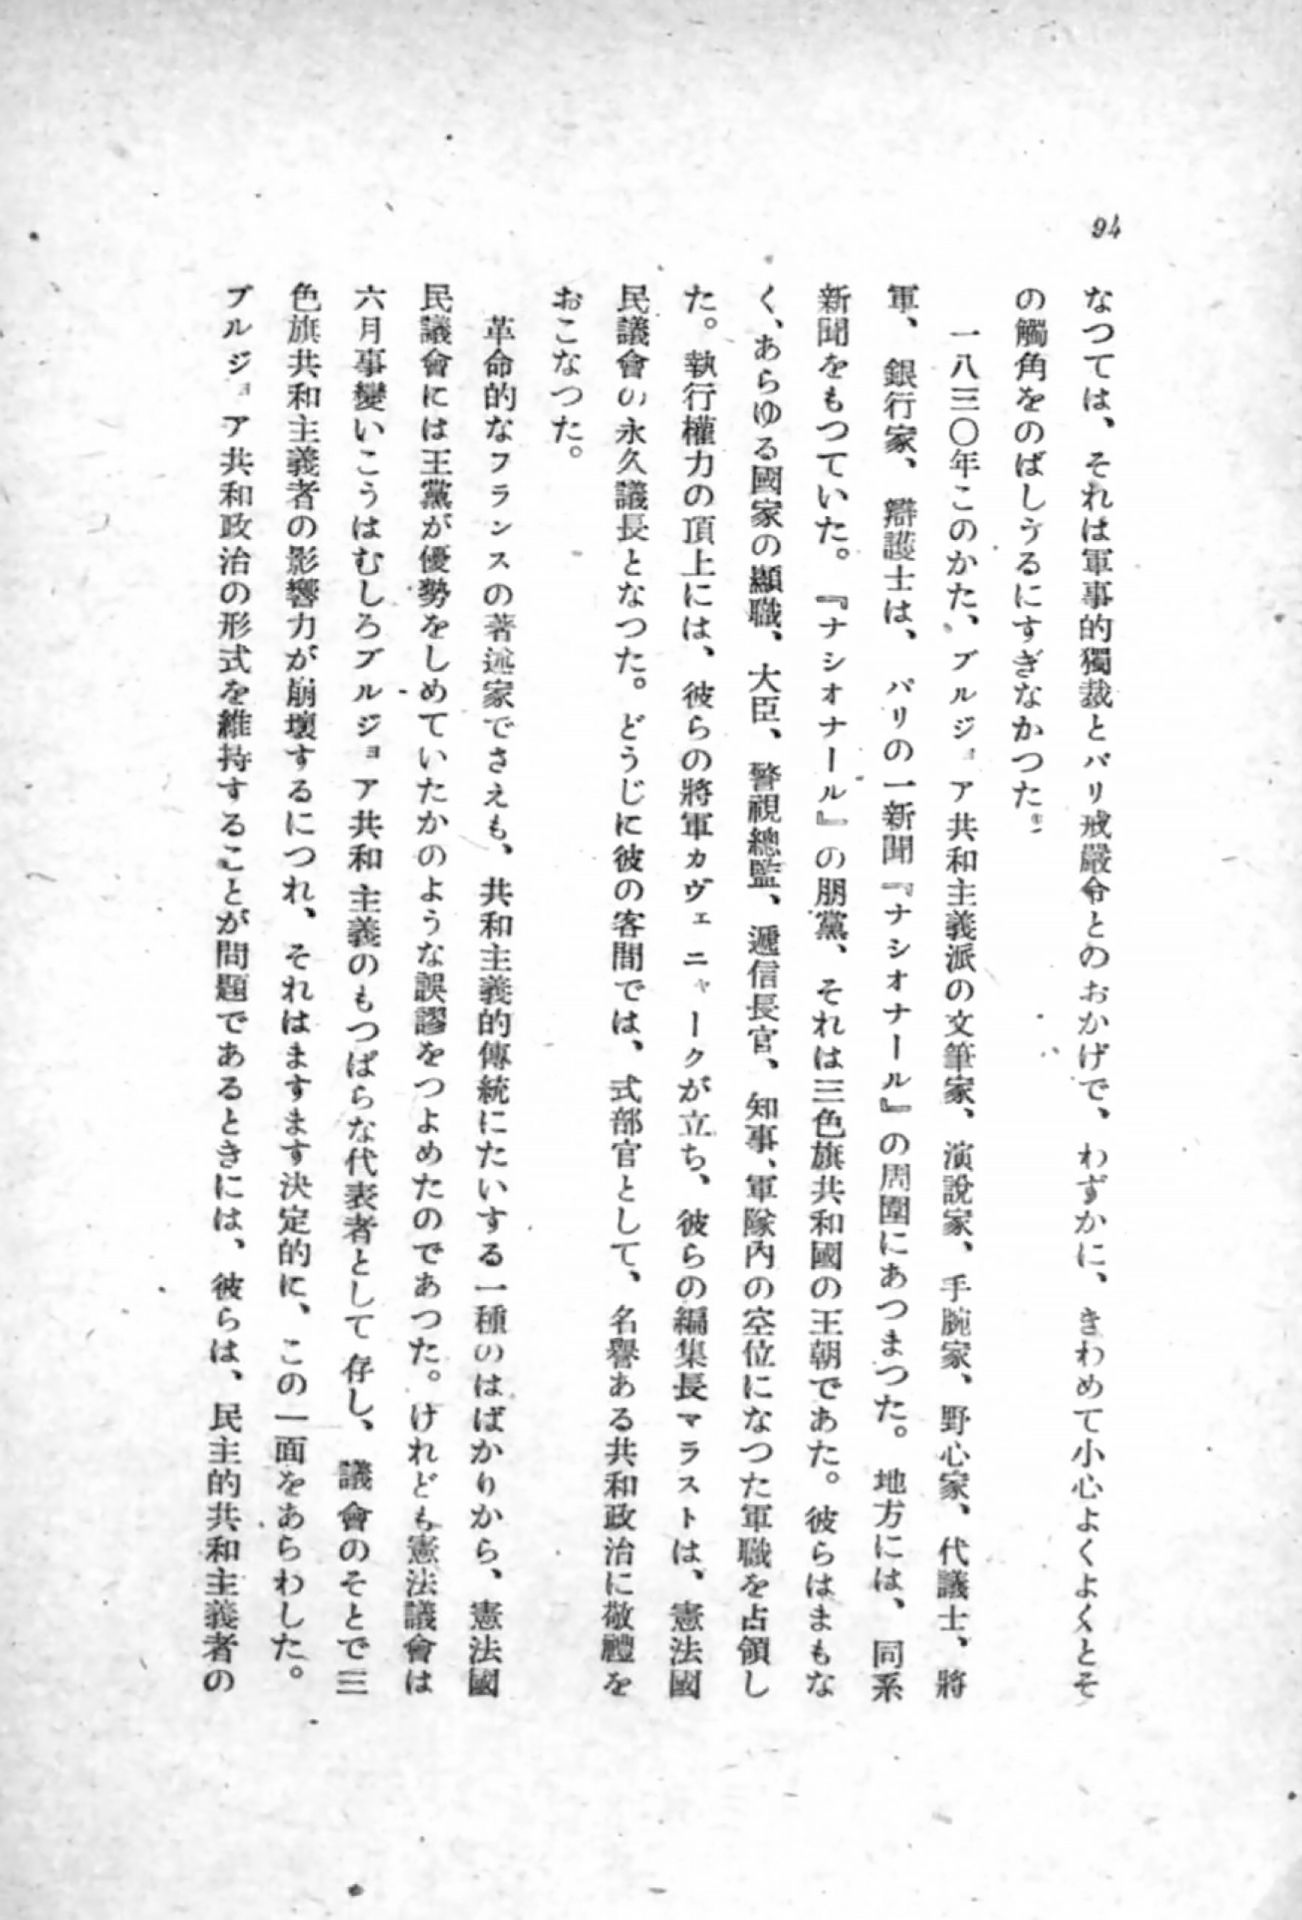 94
なつては、それは軍事的獨裁とパリ戒嚴令とのおかげで、わずかに、きわめて小心よくよくとそ
の觸角をのばしうるにすぎなかつた。
一八三〇年このかた、ブルジョア共和主義派の文筆家、演說家、手腕家、野心家、代議士、將
軍、銀行家、辯護士は、パリの一新聞『ナシオナール』の周圍にあつまつた。地方には、同系
新聞をもつていた。『ナシオナール』の朋黨、それは三色旗共和國の王朝であた。彼らはまもな
く、あらゆる國家の顯職、大臣、警視總監、遞信長官、知事、軍隊內の空位になつた軍職を占領し
た。執行權力の頂上には、彼らの將軍カヴェニャークが立ち、彼らの編集長マラストは、憲法國
民議會の永久議長となつた。どうじに彼の客間では、式部官として、名譽ある共和政治に敬禮を
おこなつた。
革命的なフランスの著述家でさえも、共和主義的傳統にたいする一種のはばかりから、憲法國
民議會には王黨が優勢をしめていたかのような誤謬をつよめたのであつた。けれども憲法議會は
六月事變いこうはむしろブルジョア共和主義のもつぱらな代表者として存し、議會のそとで三
色旗共和主義者の影響力が崩壞するにつれ、それはますます決定的に、この一面をあらわした。
ブルジョア共和政治の形式を維持することが問題であるときには、彼らは、民主的共和主義者の